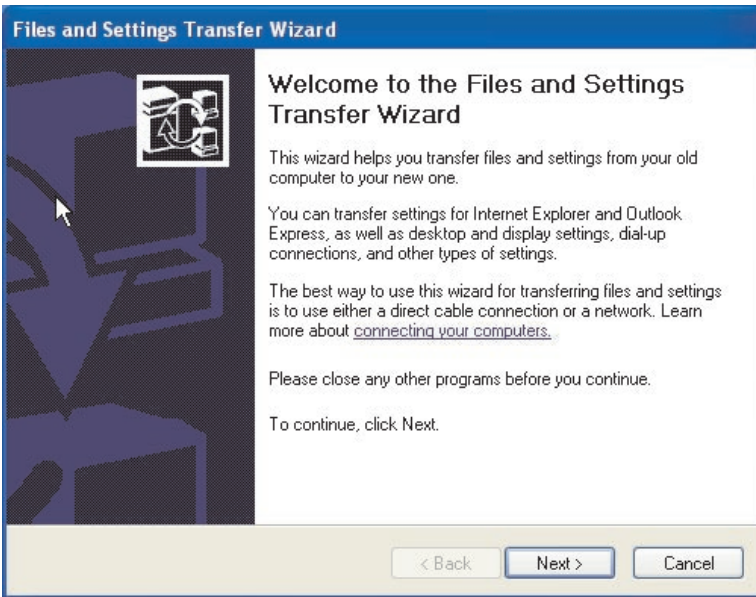 Files and Settings Transfer Wizard
Welcome to the Files and Settings
Transfer Wizard
This wizard helps you transfer files and settings from your old
computer to your new one.
You can transfer settings for Internet Explorer and Outlook
Express, as well as desktop and display settings, dial-up
connections, and other types of settings.
The best way to use this wizard for transferring files and settings
is to use either a direct cable connection or a network. Learn
more about connecting your computers.
Please close any other programs before you continue.
To continue, click Next.
< Back Next > Cancel